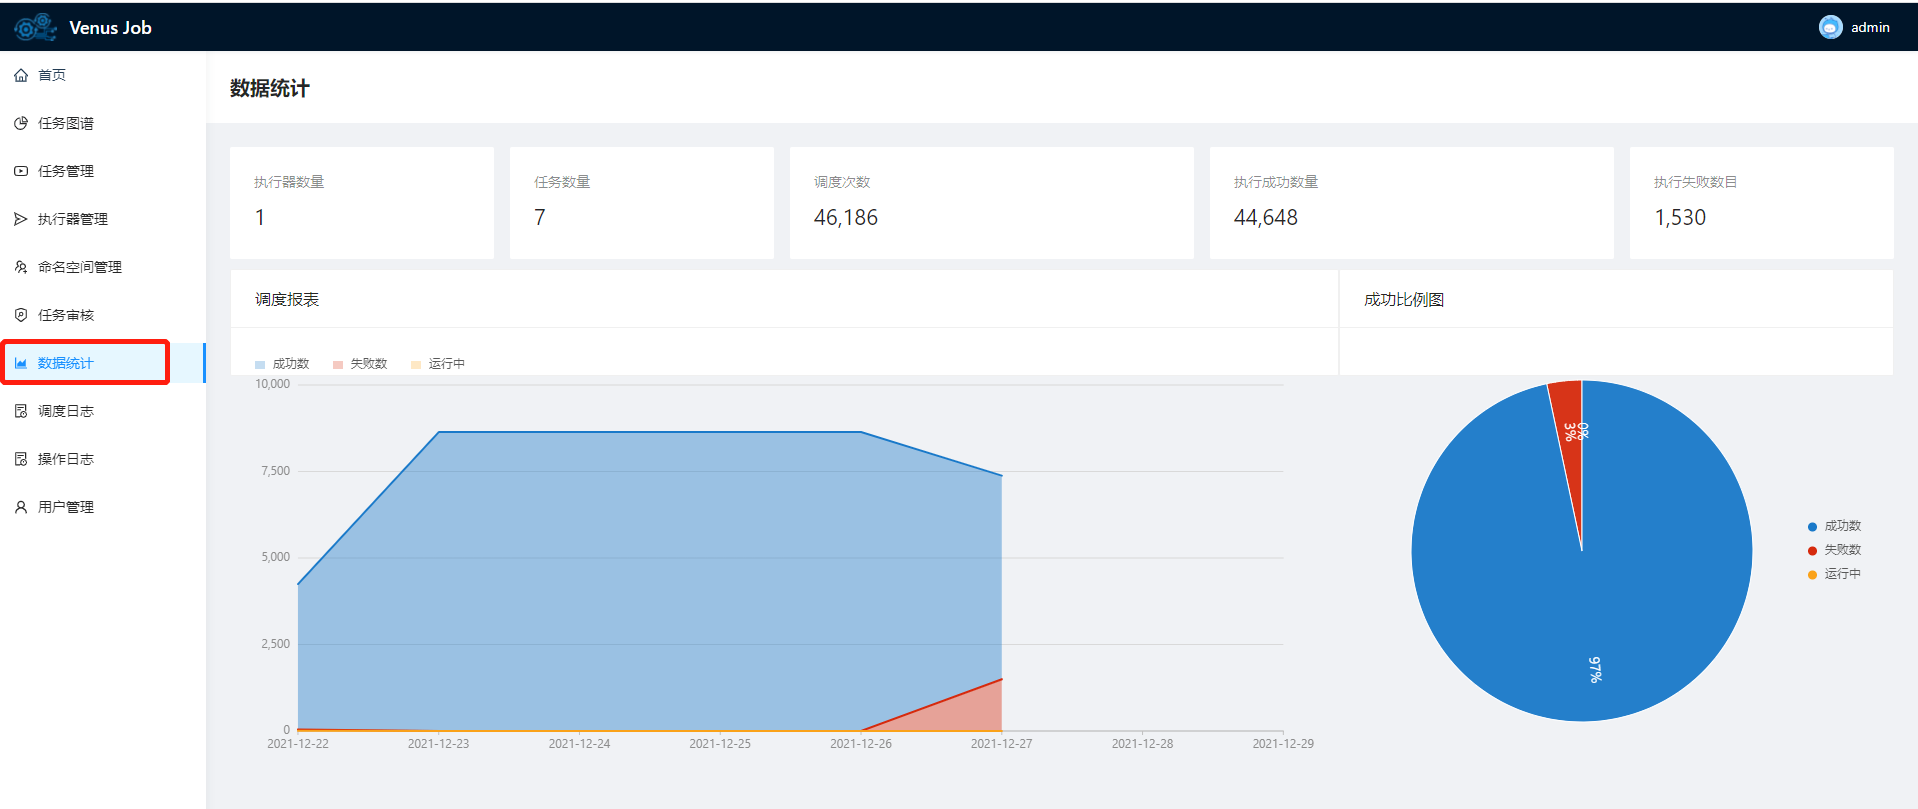 Venus Job
admin
首页
任务图谱
任务管理
执行器管理
命名空间管理
任务审核
数据统计
调度日志
操作日志
用户管理
数据统计
执行器数量
1
任务数量
7
调度次数
46,186
执行成功数量
44,648
执行失败数目
1,530
调度报表
成功数 失败数 运行中
10,000
7,500
5,000
2,500
0
2021-12-22 2021-12-23 2021-12-24 2021-12-25 2021-12-26 2021-12-27 2021-12-28 2021-12-29
成功比例图
3%
0%
97%
成功数
失败数
运行中